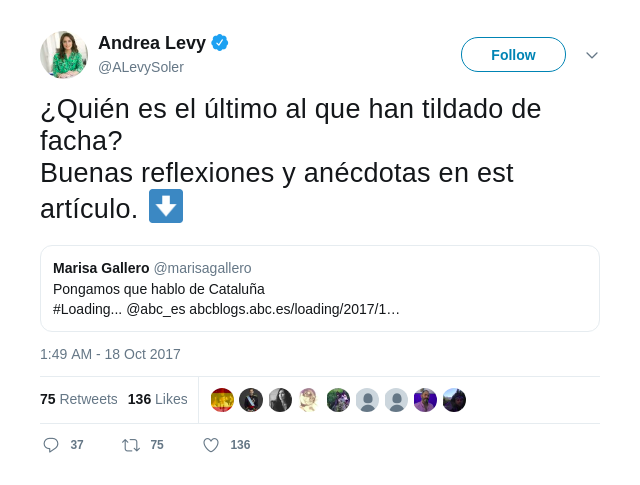 Andrea Levy
@ALevySoler
Follow
¿Quién es el último al que han tildado de
facha?
Buenas reflexiones y anécdotas en est
artículo.
Marisa Gallero @marisagallero
Pongamos que hablo de Cataluña
#Loading... @abc_es abcblogs.abc.es/loading/2017/1…
1:49 AM - 18 Oct 2017
75 Retweets 136 Likes
37 75 136